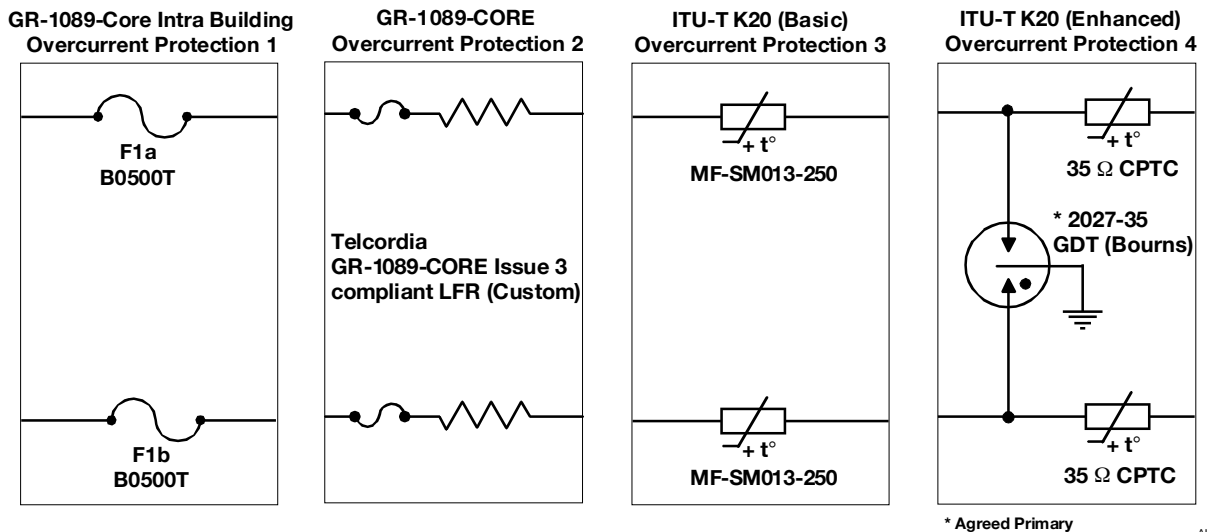 GR-1089-Core Intra Building
Overcurrent Protection 1
GR-1089-CORE
Overcurrent Protection 2
ITU-T K20 (Basic)
Overcurrent Protection 3
ITU-T K20 (Enhanced)
Overcurrent Protection 4
F1a
B0500T
F1b
B0500T
Telcordia
GR-1089-CORE Issue 3
compliant LFR (Custom)
+ t°
MF-SM013-250
+ t°
MF-SM013-250
+ t°
35 Ω CPTC
* 2027-35
GDT (Bourns)
+ t°
35 Ω CPTC
* Agreed Primary